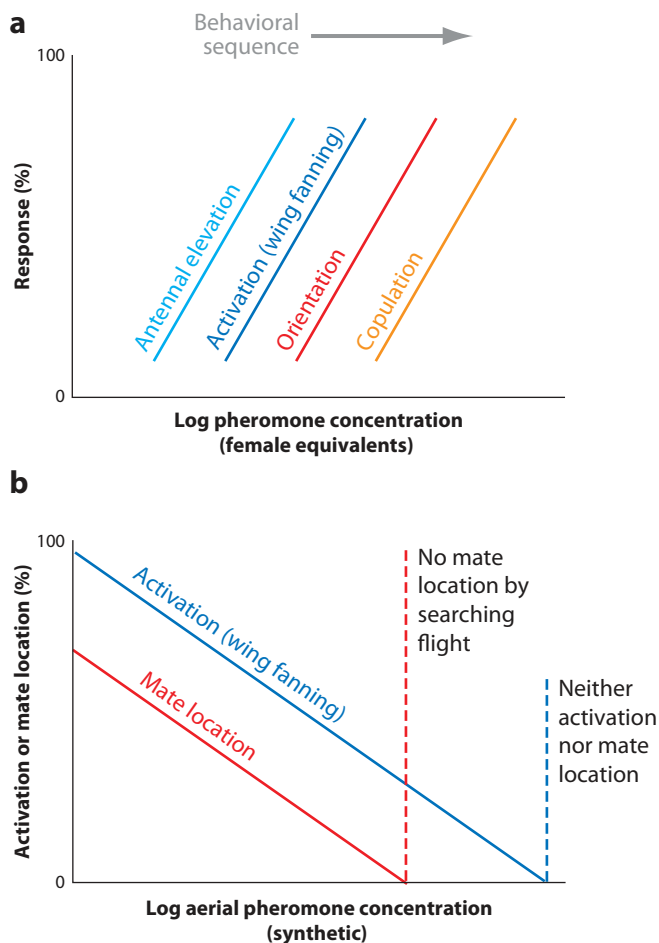 a
Behavioral
sequence
100
Response (%)
Antennal elevation
Activation (wing fanning)
Orientation
Copulation
0
Log pheromone concentration
(female equivalents)
b
100
Activation or mate location (%)
Activation (wing fanning)
Mate location
No mate
location by
searching
flight
Neither
activation
nor mate
location
0
Log aerial pheromone concentration
(synthetic)